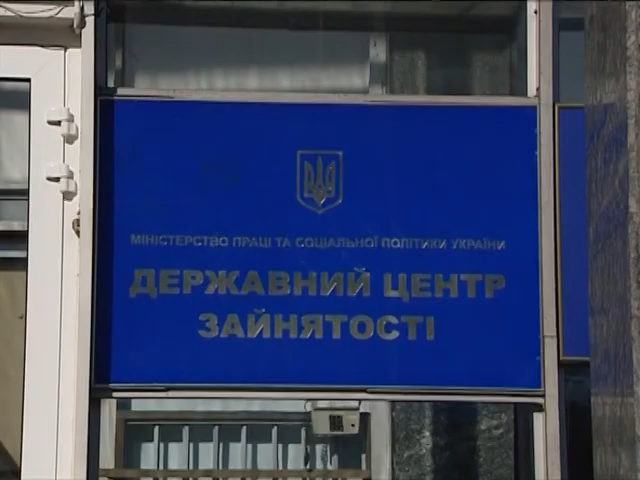 МІНІСТЕРСТВО ПРАЦІ ТА СОЦІАЛЬНОЇ ПОЛІТИКИ УКРАЇНИ
ДЕРЖАВНИЙ ЦЕНТР
ЗАЙНЯТОСТІ